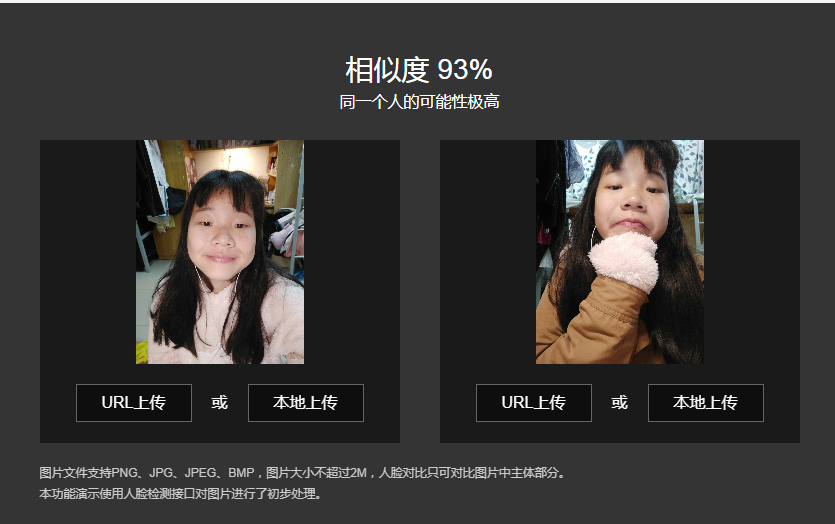 相似度 93%
同一个人的可能性极高
URL上传 或 本地上传 URL上传 或 本地上传
图片文件支持PNG、JPG、JPEG、BMP，图片大小不超过2M，人脸对比只可对比图片中主体部分。
本功能演示使用人脸检测接口对图片进行了初步处理。